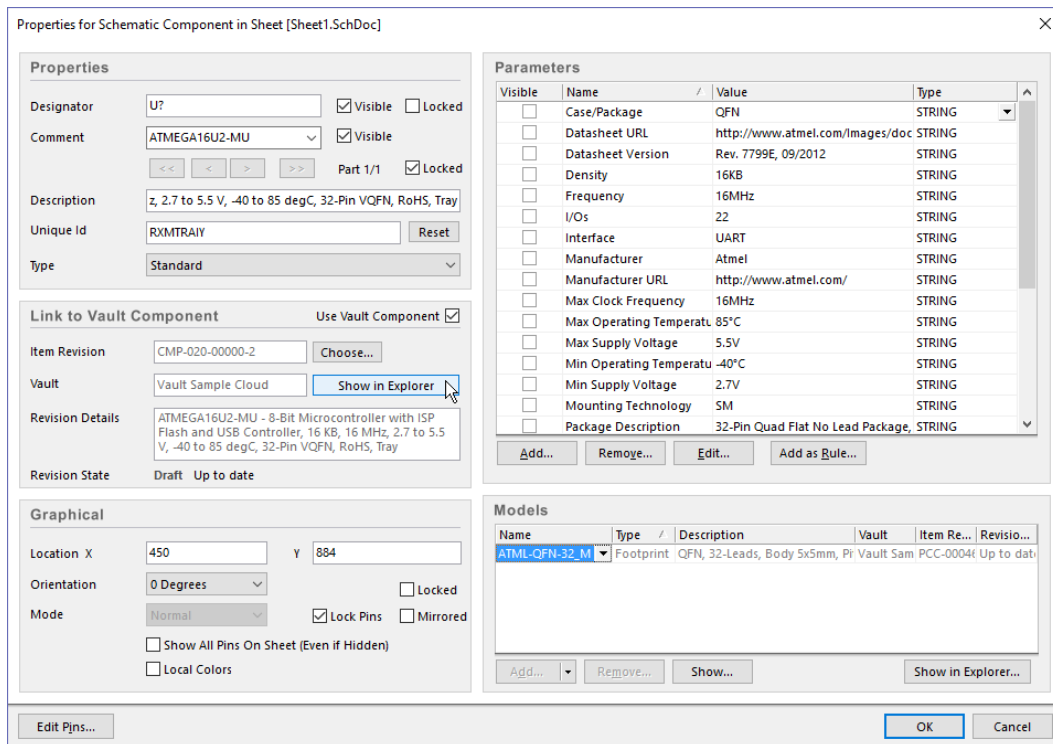 Properties for Schematic Component in Sheet [Sheet1.SchDoc]
Properties
Designator U? Visible Locked
Comment ATMEGA16U2-MU Visible
<< < > >> Part 1/1 Locked
Description z, 2.7 to 5.5 V, -40 to 85 degC, 32-Pin VQFN, RoHS, Tray
Unique Id RXMTRAIY Reset
Type Standard
Link to Vault Component Use Vault Component
Item Revision CMP-020-00000-2 Choose...
Vault Vault Sample Cloud Show in Explorer
Revision Details ATMEGA16U2-MU - 8-Bit Microcontroller with ISP
Flash and USB Controller, 16 KB, 16 MHz, 2.7 to 5.5
V, -40 to 85 degC, 32-Pin VQFN, RoHS, Tray
Revision State Draft Up to date
Graphical
Location X 450 Y 884
Orientation 0 Degrees Locked
Mode Normal Lock Pins Mirrored
Show All Pins On Sheet (Even if Hidden)
Local Colors
Parameters
Visible Name Value Type
Case/Package QFN STRING
Datasheet URL http://www.atmel.com/Images/doc STRING
Datasheet Version Rev. 7799E, 09/2012 STRING
Density 16KB STRING
Frequency 16MHz STRING
I/Os 22 STRING
Interface UART STRING
Manufacturer Atmel STRING
Manufacturer URL http://www.atmel.com/ STRING
Max Clock Frequency 16MHz STRING
Max Operating Temperatu 85°C STRING
Max Supply Voltage 5.5V STRING
Min Operating Temperatu -40°C STRING
Min Supply Voltage 2.7V STRING
Mounting Technology SM STRING
Package Description 32-Pin Quad Flat No Lead Package, STRING
Add... Remove... Edit... Add as Rule...
Models
Name Type Description Vault Item Re... Revisio...
ATML-QFN-32_M Footprint QFN, 32-Leads, Body 5x5mm, Pi Vault Sam PCC-0004 Up to dat
Add... Remove... Show... Show in Explorer...
Edit Pins... OK Cancel